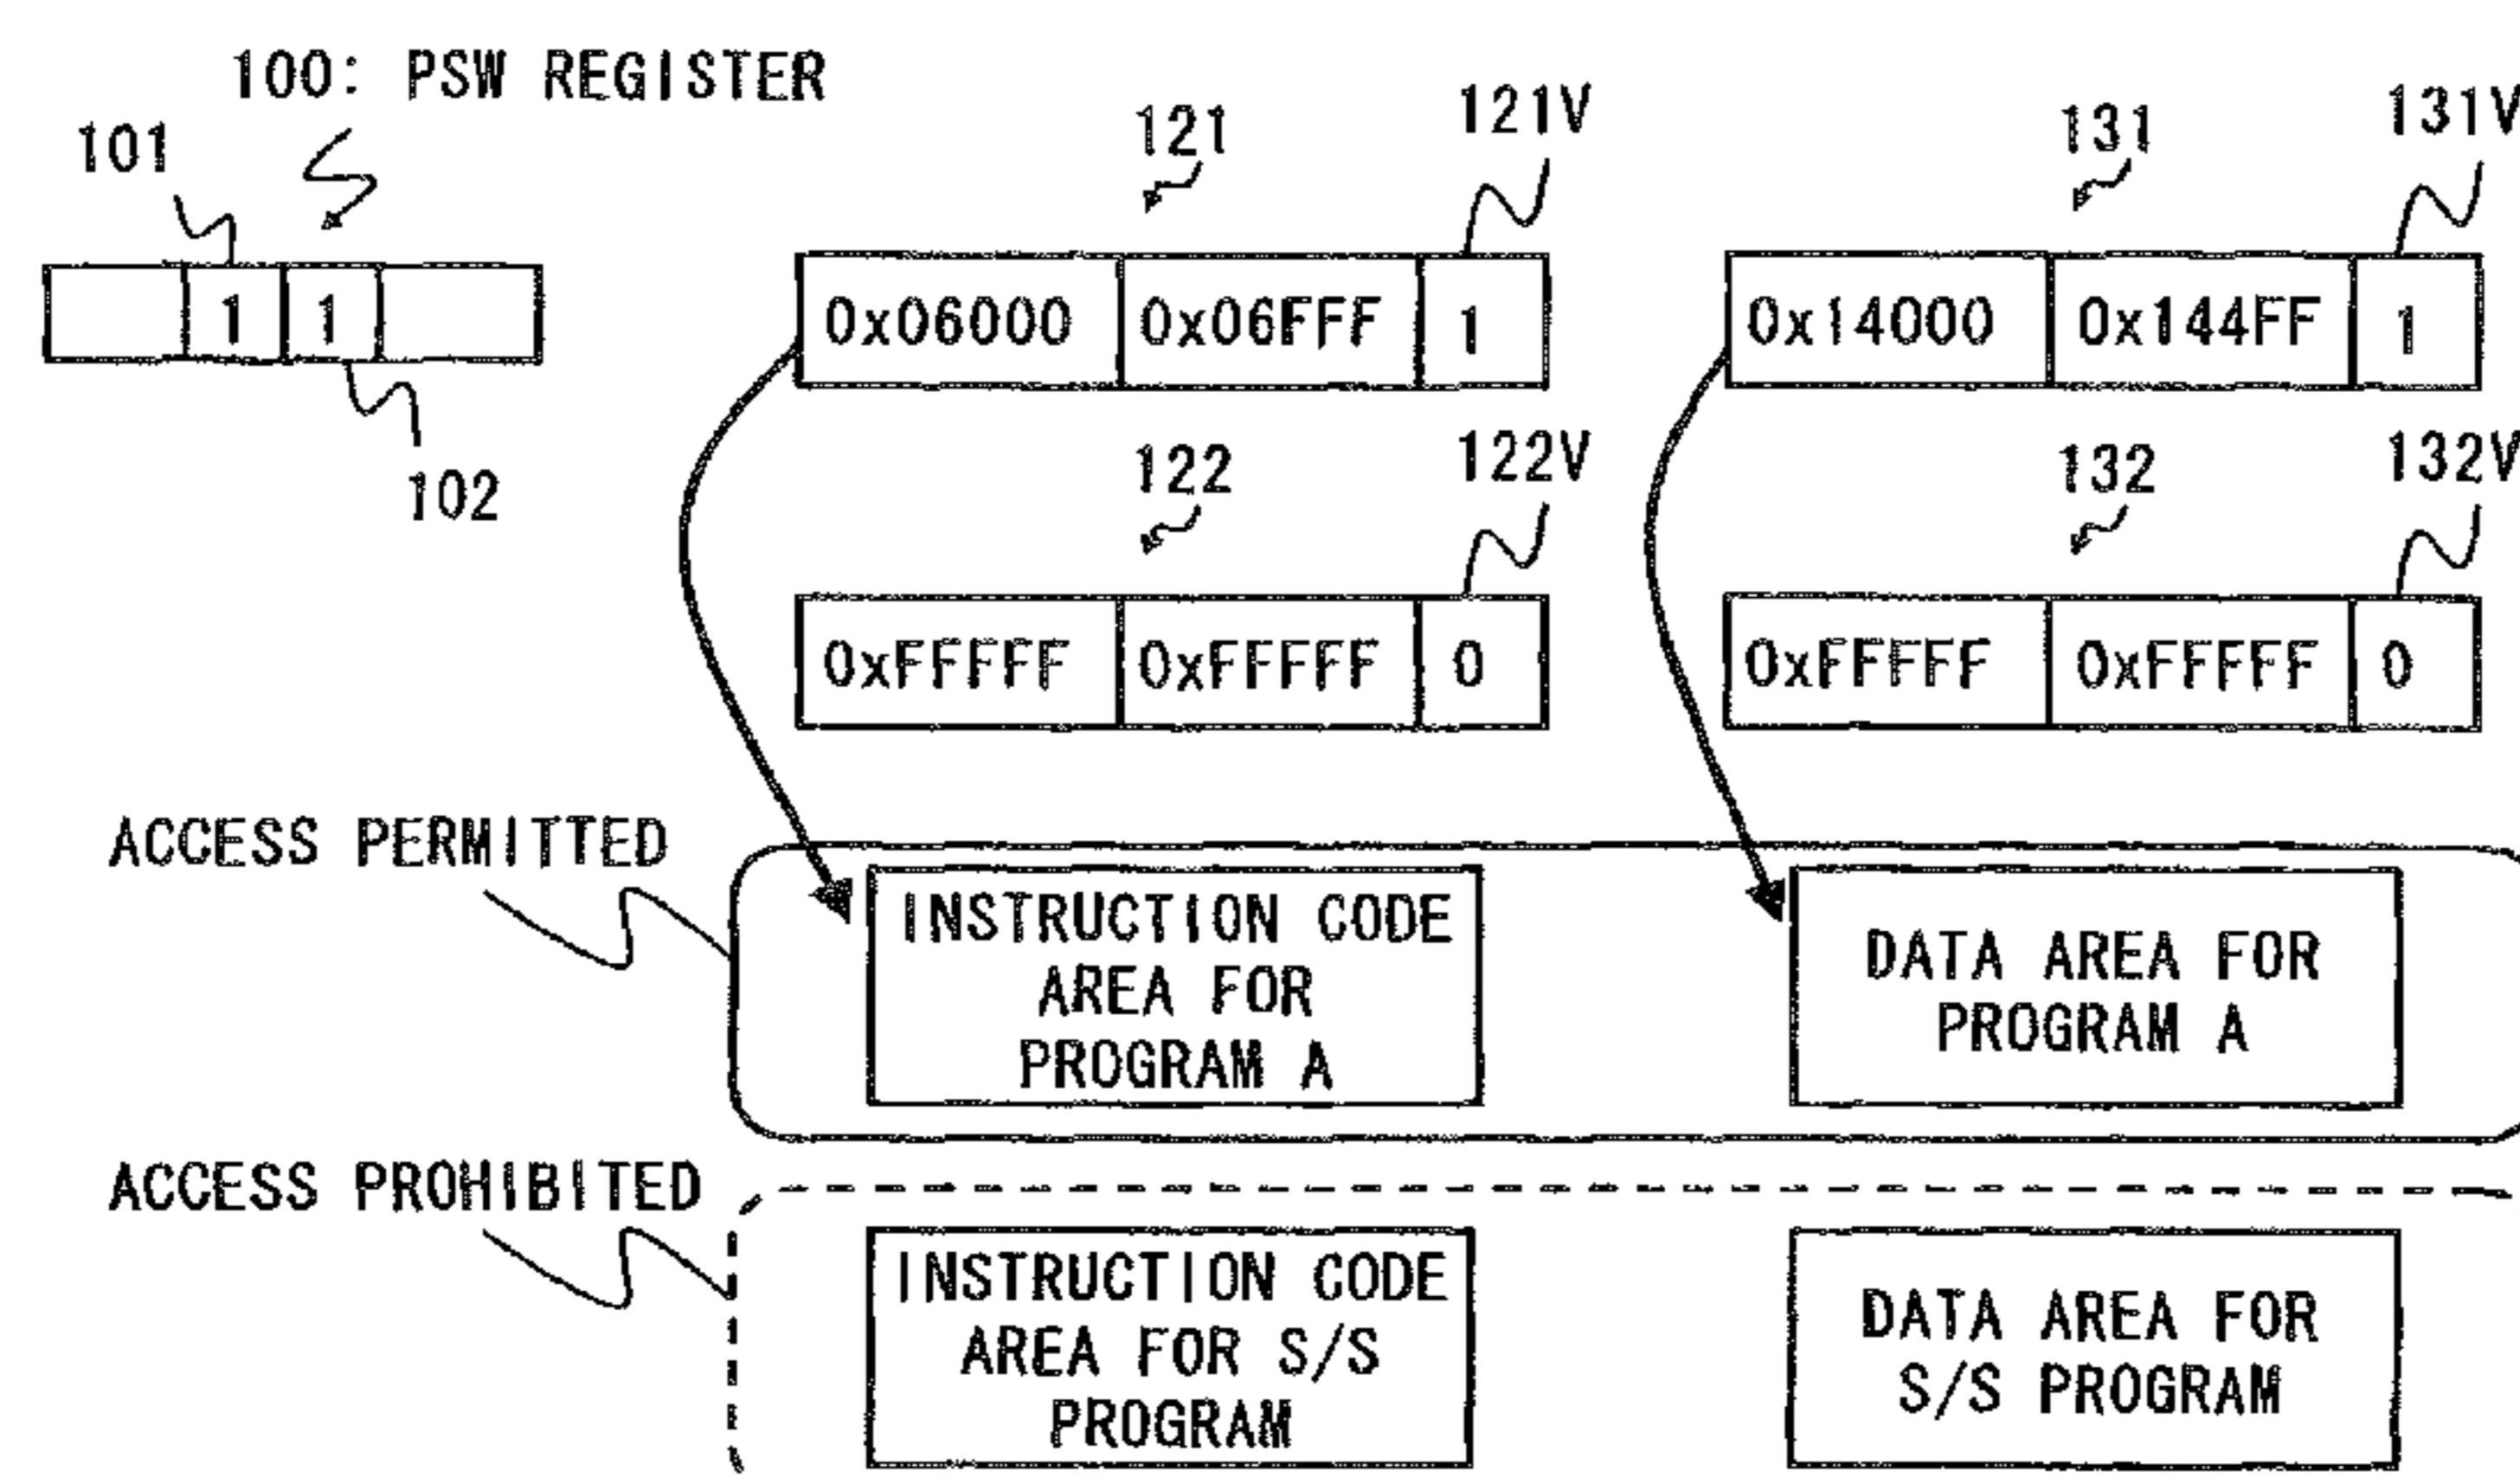 100: PSW REGISTER
101
1 1
102
121
121V
0x06000 0x06FFF 1
131
131V
0x14000 0x144FF 1
122
122V
0xFFFFF 0xFFFFF 0
132
132V
0xFFFFF 0xFFFFF 0
ACCESS PERMITTED
INSTRUCTION CODE
AREA FOR
PROGRAM A
DATA AREA FOR
PROGRAM A
ACCESS PROHIBITED
INSTRUCTION CODE
AREA FOR S/S
PROGRAM
DATA AREA FOR
S/S PROGRAM